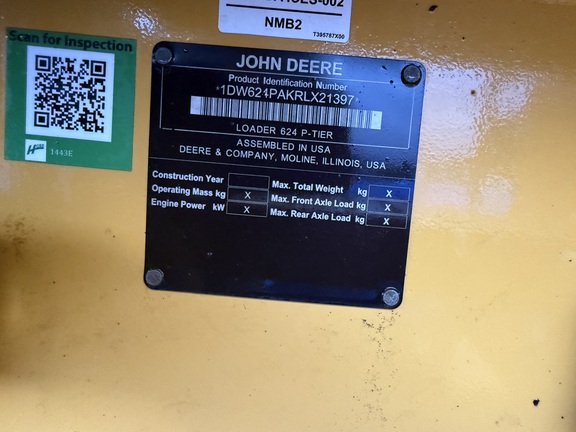 NMB2
T395787X00
Scan for Inspection
1443E
JOHN DEERE
Product Identification Number
*1DW624PAKRLX21397*
LOADER 624 P-TIER
ASSEMBLED IN USA
DEERE & COMPANY, MOLINE, ILLINOIS, USA
Construction Year
Operating Mass kg X
Engine Power kW X
Max. Total Weight kg X
Max. Front Axle Load kg X
Max. Rear Axle Load kg X